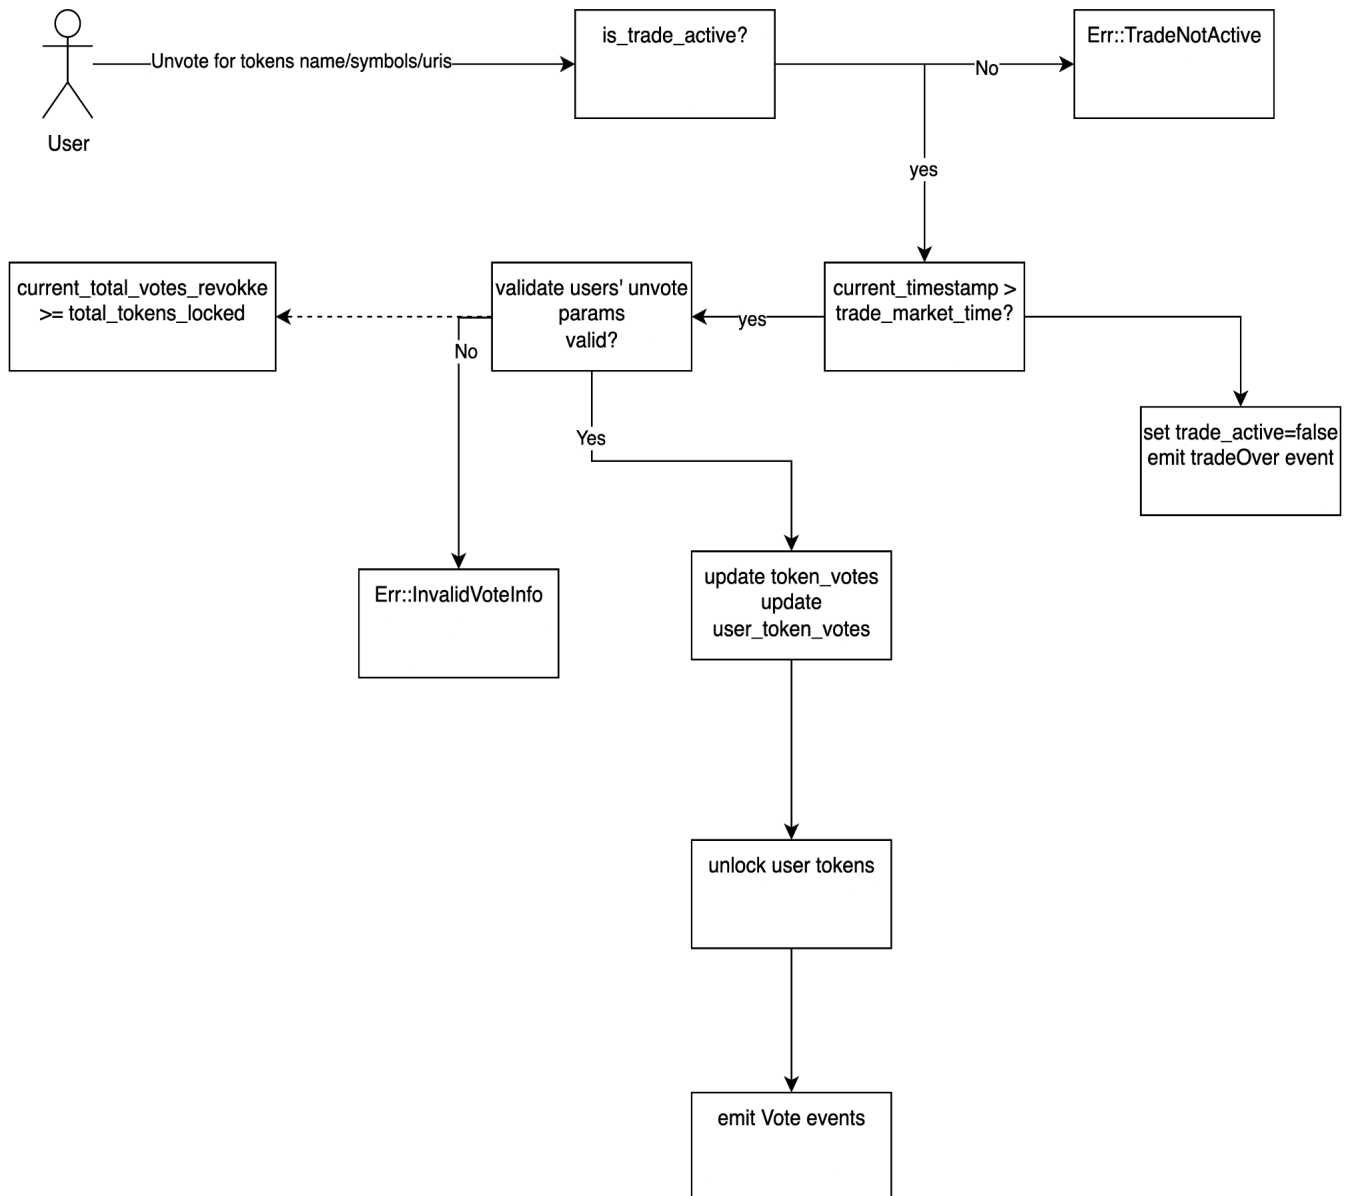 Unvote for tokens name/symbols/uris
User
is_trade_active?
No
Err::TradeNotActive
yes
current_timestamp >
trade_market_time?
yes
validate users' unvote
params
valid?
current_total_votes_revokke
>= total_tokens_locked
No
Err::InvalidVoteInfo
set trade_active=false
emit tradeOver event
Yes
update token_votes
update
user_token_votes
unlock user tokens
emit Vote events